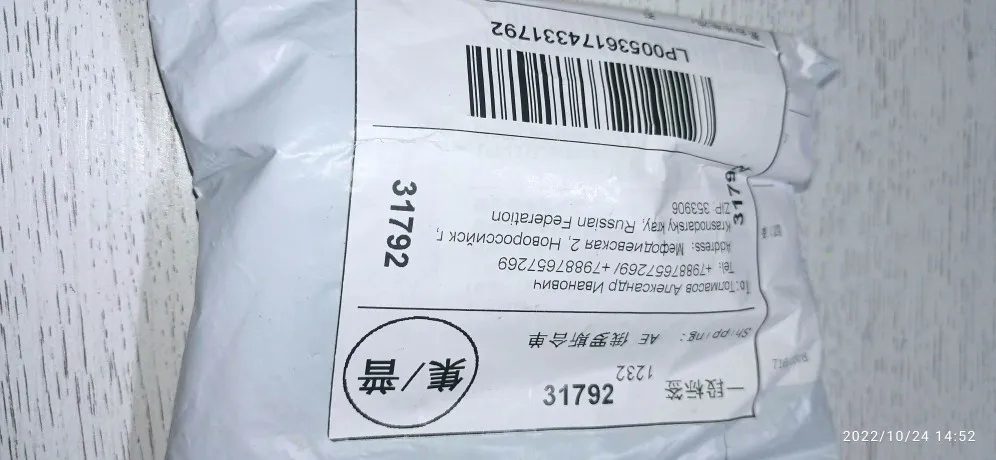 一段标签
31792
1232
集/普
Shipping: AE 俄罗斯合单
To: Толмасов Александр Иванович
Tel: +79887657269/ +79887657269
Address: Мефодиевская 2, Новороссийск г,
Krasnodarsky kray, Russian Federation
ZIP 353906
31792
3179
LP00536174331792
2022/10/24 14:52